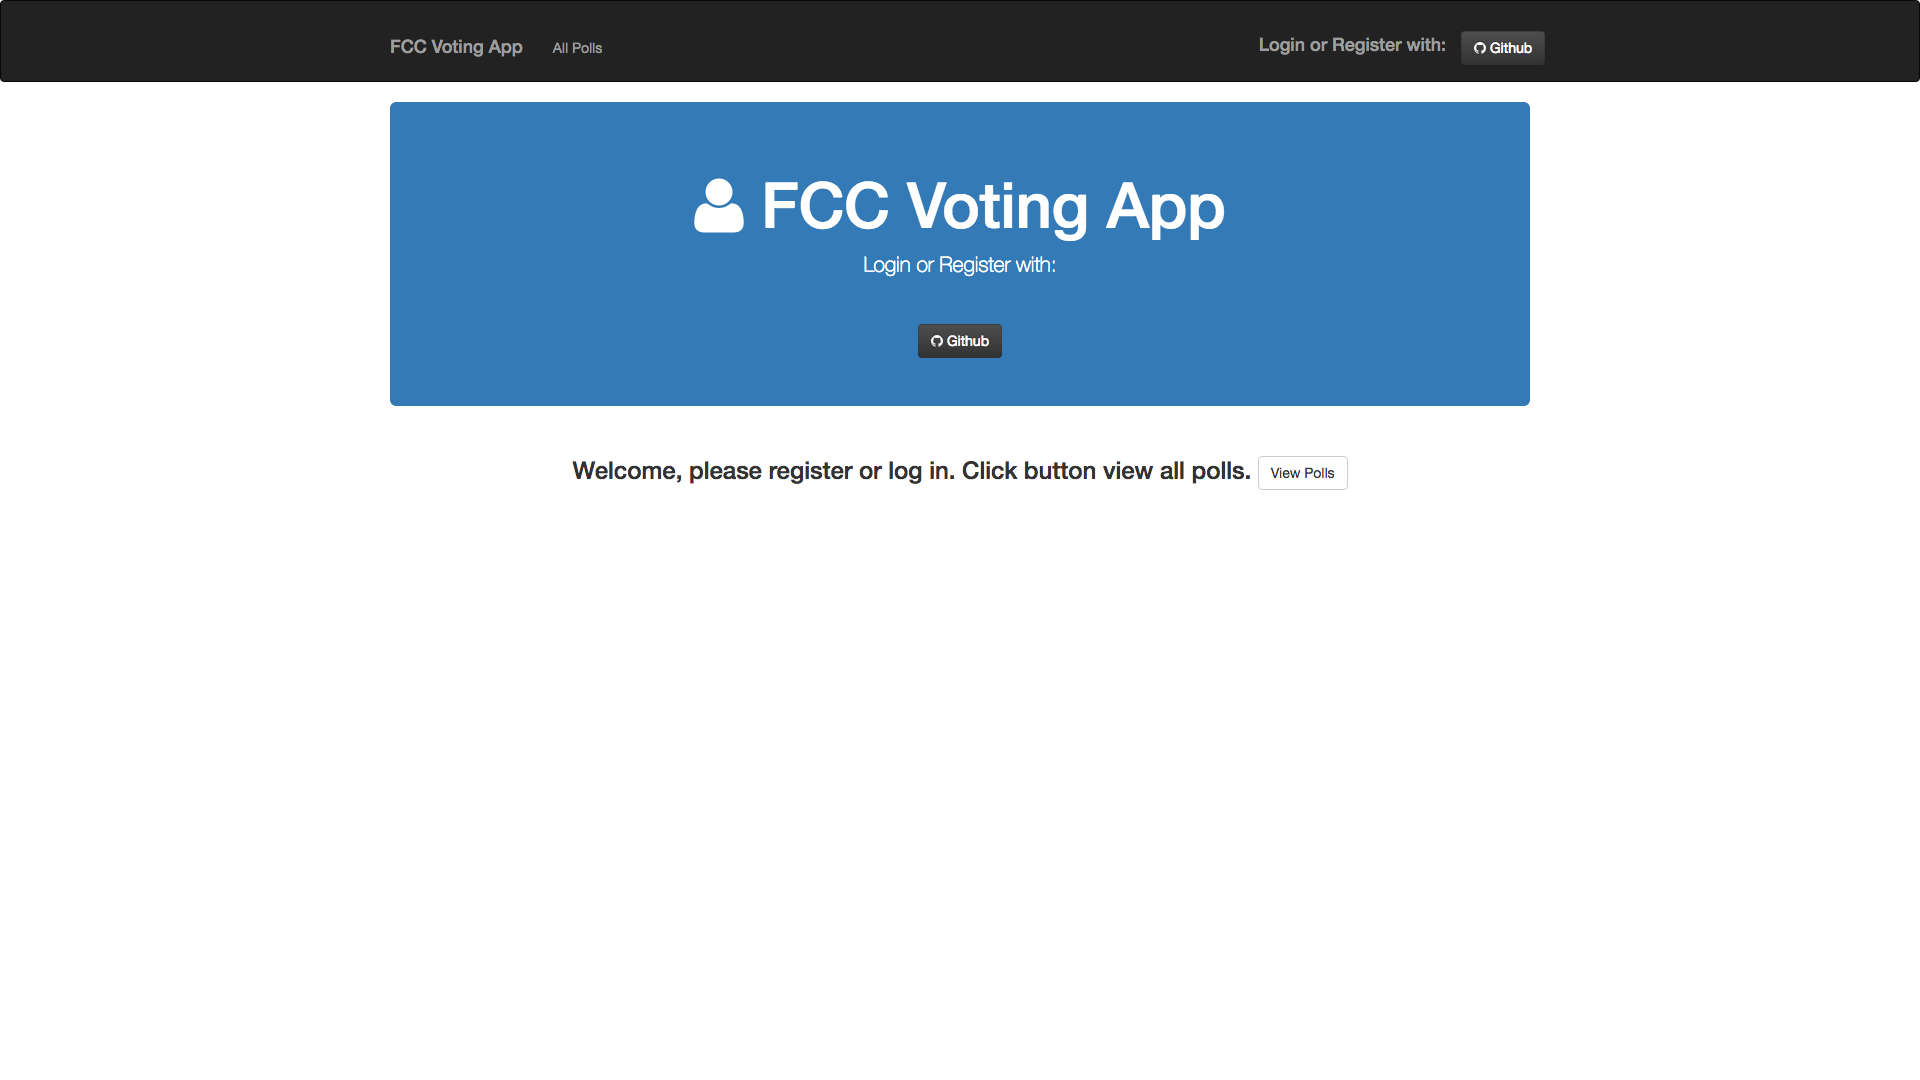 FCC Voting App All Polls Login or Register with: Github
FCC Voting App
Login or Register with:
Github
Welcome, please register or log in. Click button view all polls. View Polls